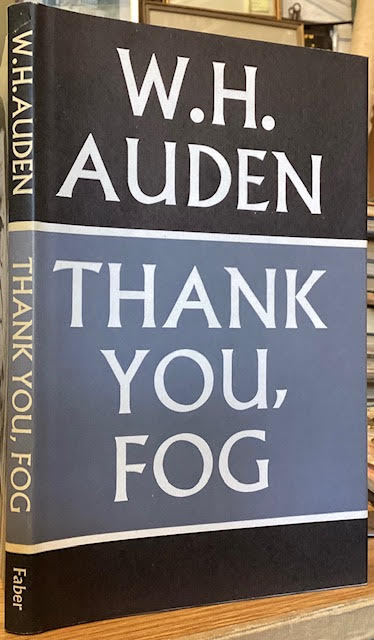 W.H. AUDEN THANK YOU, FOG Faber
W.H.
AUDEN
THANK
YOU,
FOG